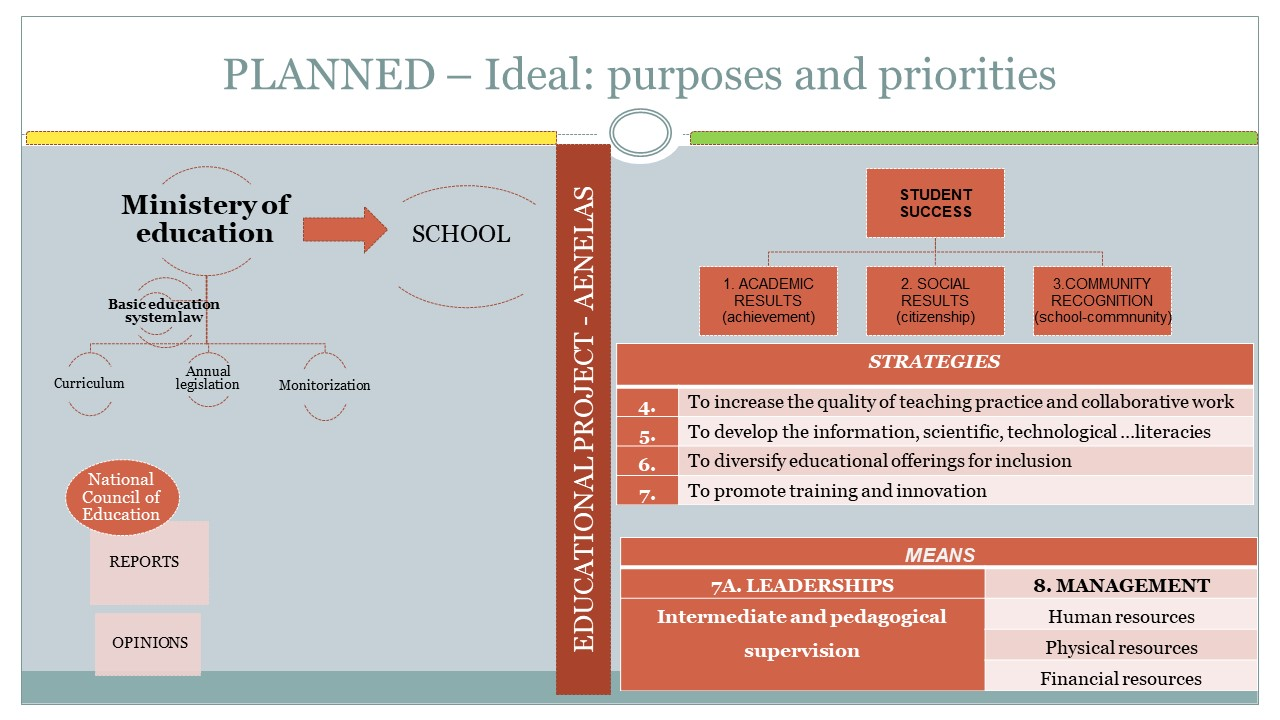 PLANNED – Ideal: purposes and priorities
Ministery of
education
SCHOOL
Basic education
system law
Curriculum
Annual
legislation
Monitorization
National
Council of
Education
REPORTS
OPINIONS
EDUCATIONAL PROJECT - AENELAS
STUDENT
SUCCESS
1. ACADEMIC
RESULTS
(achievement)
2. SOCIAL
RESULTS
(citizenship)
3.COMMUNITY
RECOGNITION
(school-commnunity)
STRATEGIES
4. To increase the quality of teaching practice and collaborative work
5. To develop the information, scientific, technological ...literacies
6. To diversify educational offerings for inclusion
7. To promote training and innovation
MEANS
7A. LEADERSHIPS
8. MANAGEMENT
Intermediate and pedagogical
supervision
Human resources
Physical resources
Financial resources